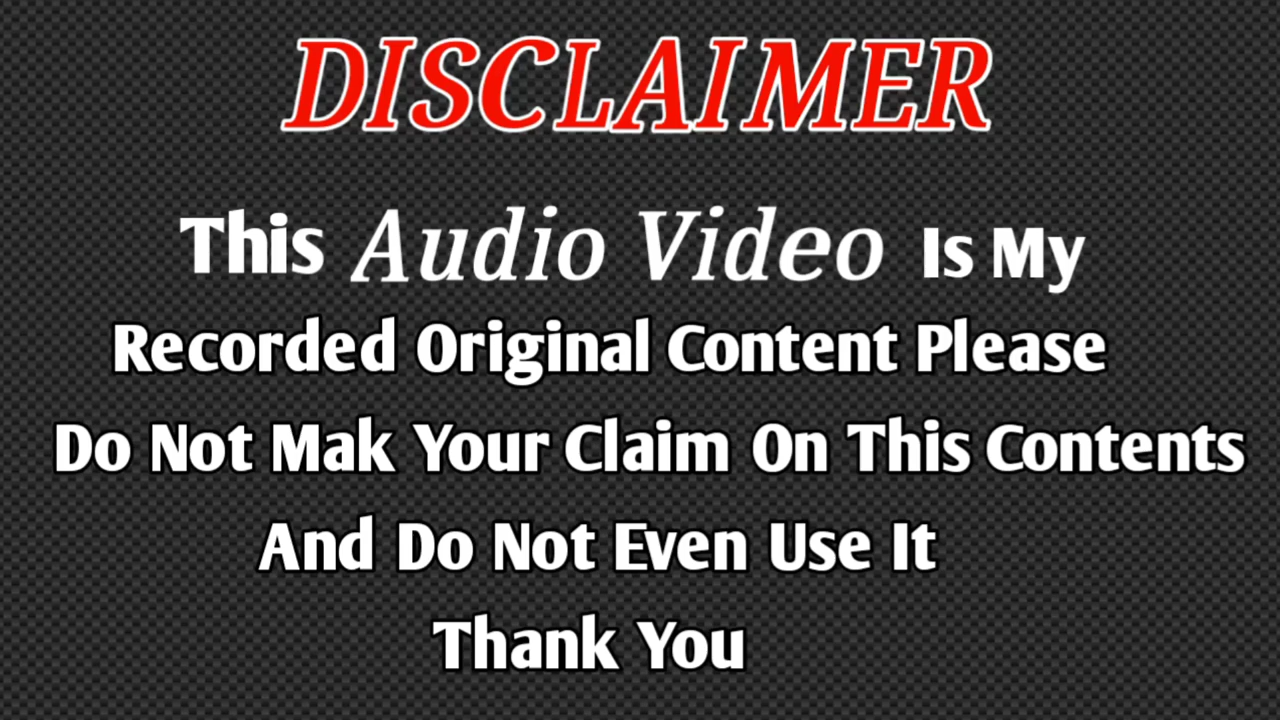 DISCLAIMER
This Audio Video Is My
Recorded Original Content Please
Do Not Mak Your Claim On This Contents
And Do Not Even Use It
Thank You